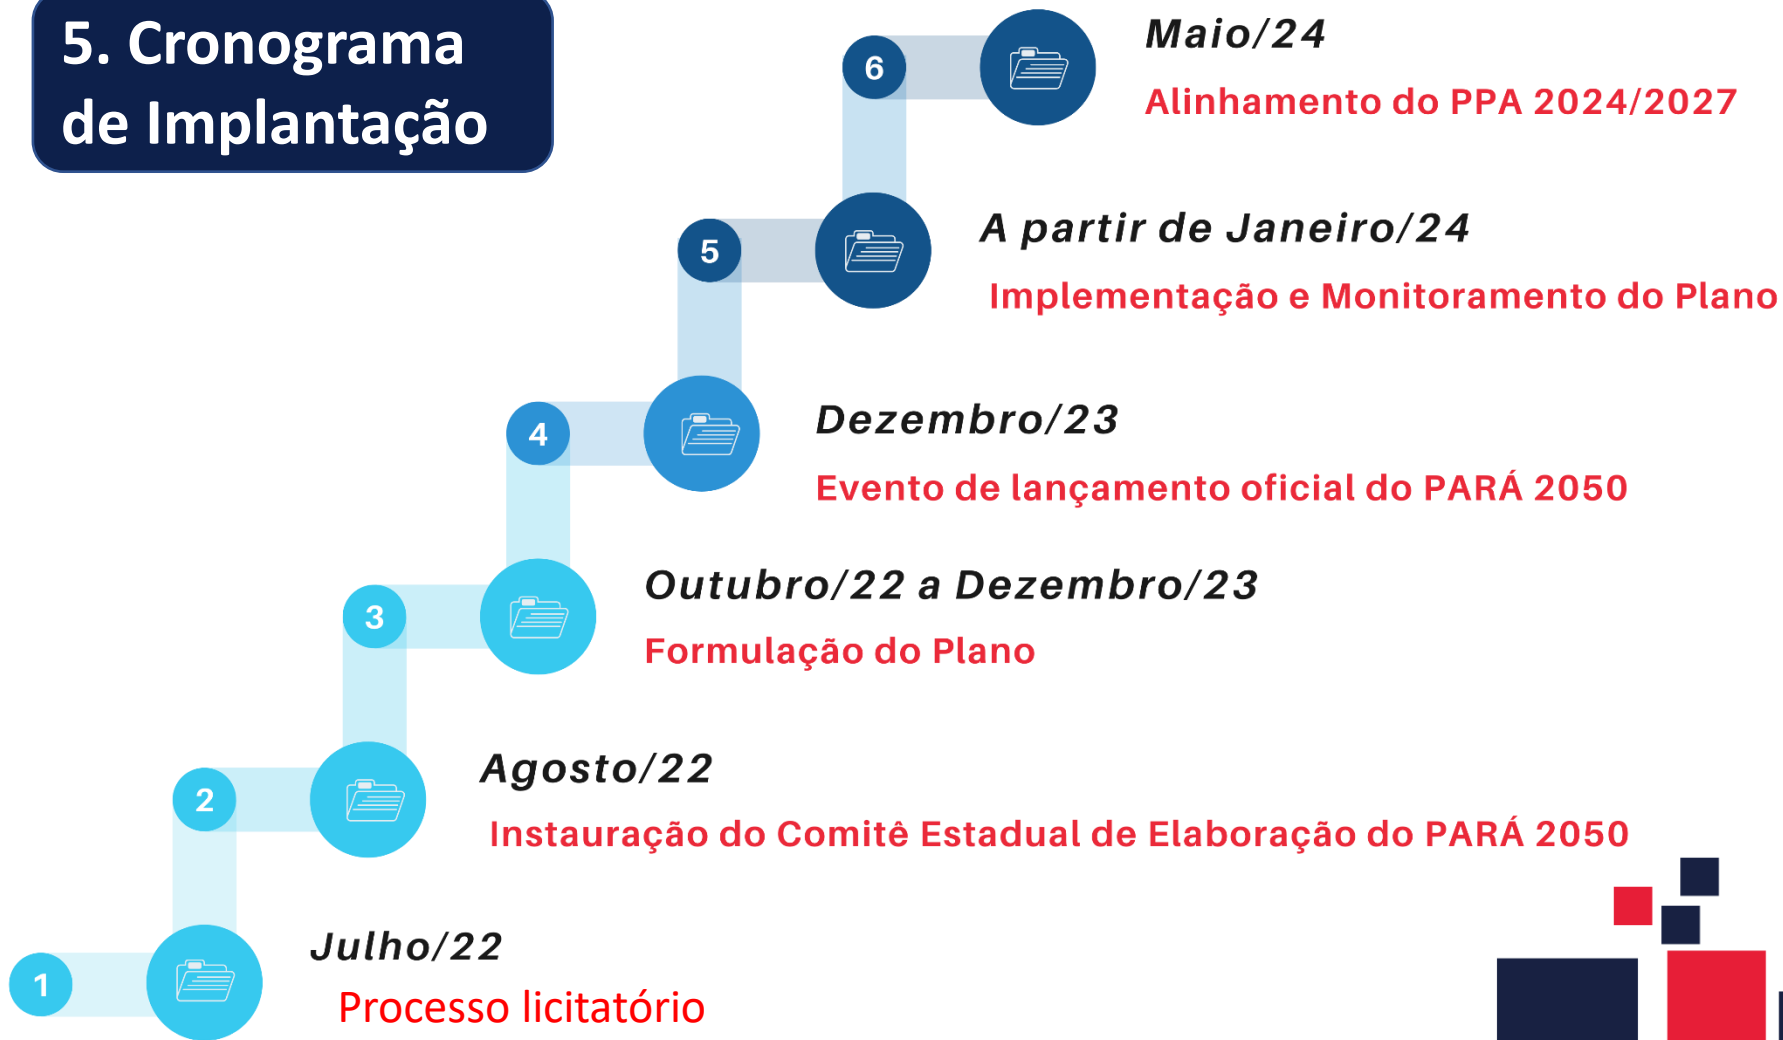 5. Cronograma
de Implantação
6
Maio/24
Alinhamento do PPA 2024/2027
5
A partir de Janeiro/24
Implementação e Monitoramento do Plano
4
Dezembro/23
Evento de lançamento oficial do PARÁ 2050
3
Outubro/22 a Dezembro/23
Formulação do Plano
2
Agosto/22
Instauração do Comitê Estadual de Elaboração do PARÁ 2050
1
Julho/22
Processo licitatório